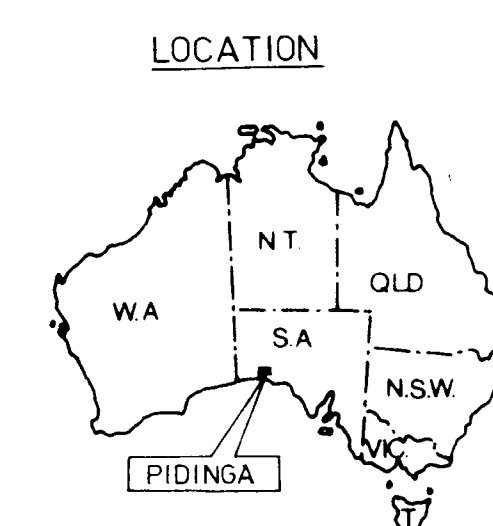 LOCATION
N T.
QLD
W.A
S.A
N.S.W.
VIC.
PIDINGA
T